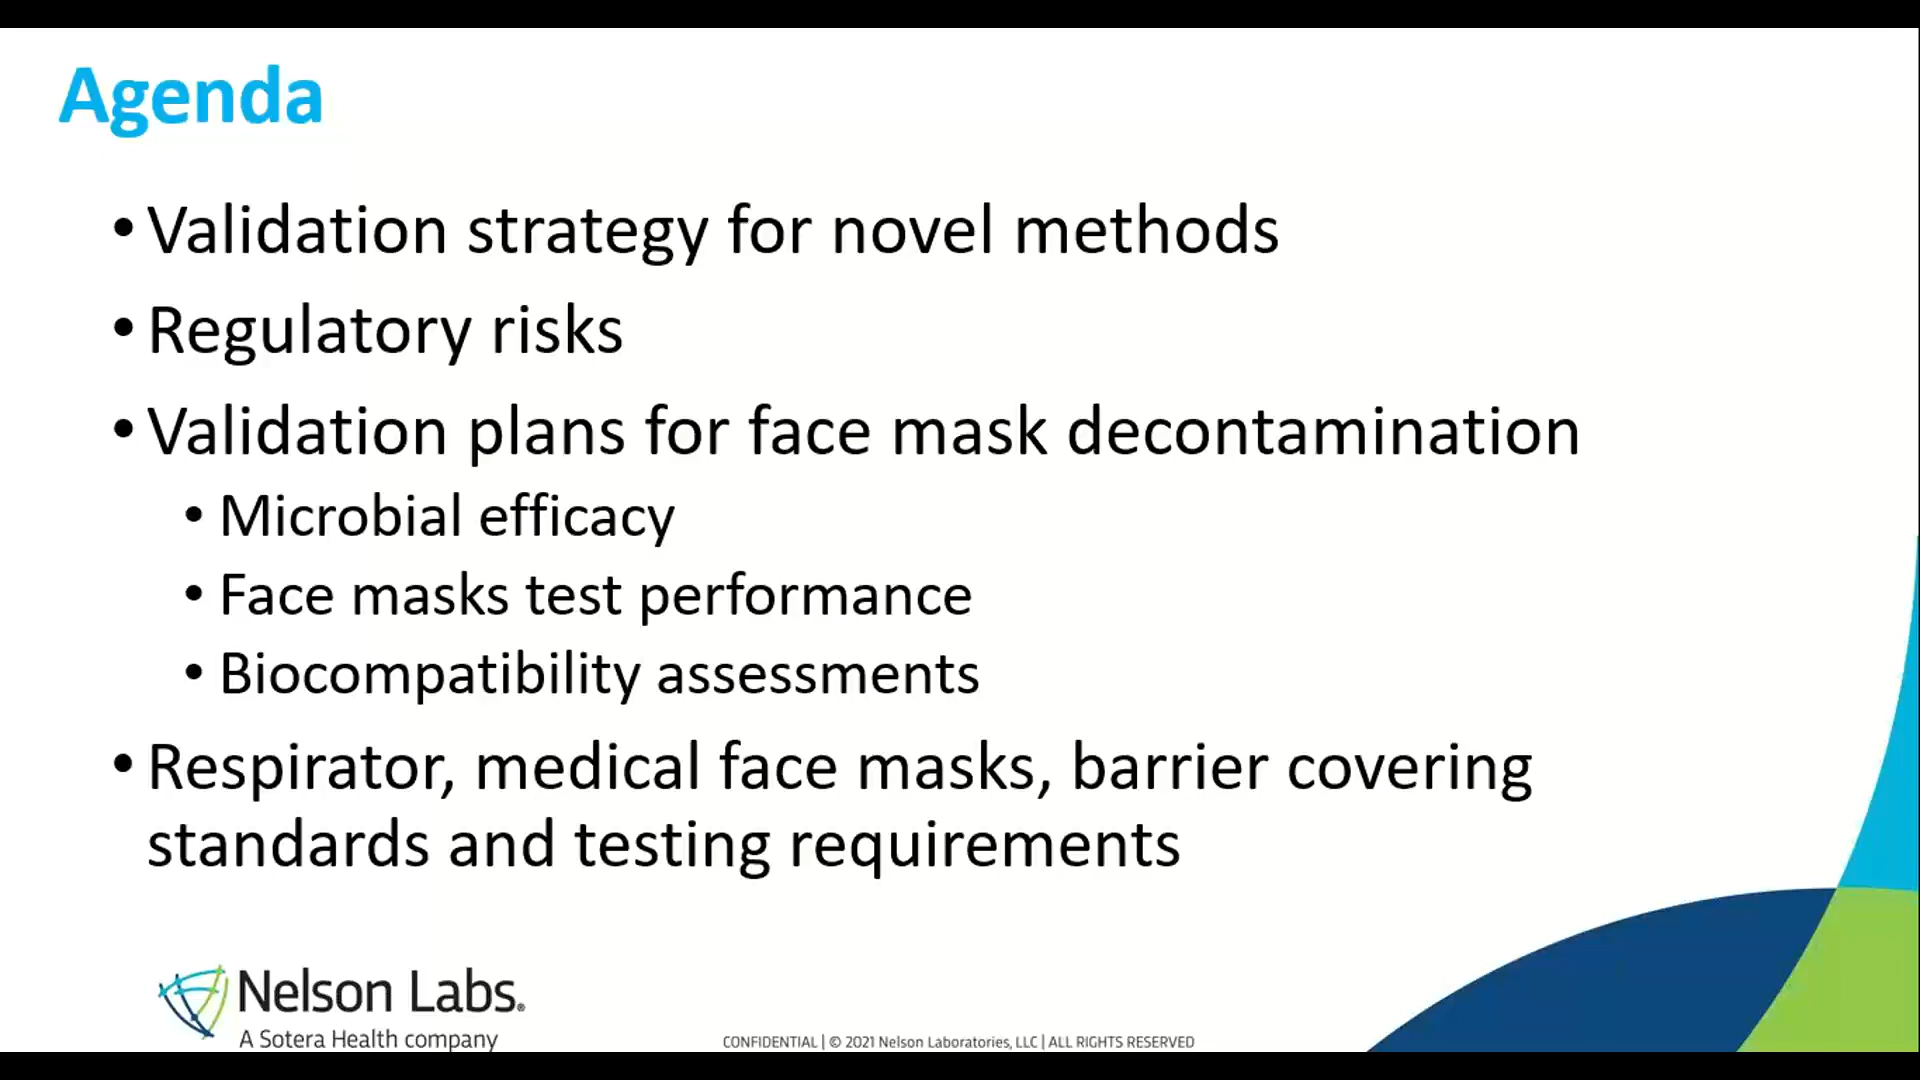 Agenda
• Validation strategy for novel methods
• Regulatory risks
• Validation plans for face mask decontamination
• Microbial efficacy
• Face masks test performance
• Biocompatibility assessments
• Respirator, medical face masks, barrier covering
standards and testing requirements
Nelson Labs®
A Sotera Health company
CONFIDENTIAL | © 2021 Nelson Laboratories, LLC | ALL RIGHTS RESERVED